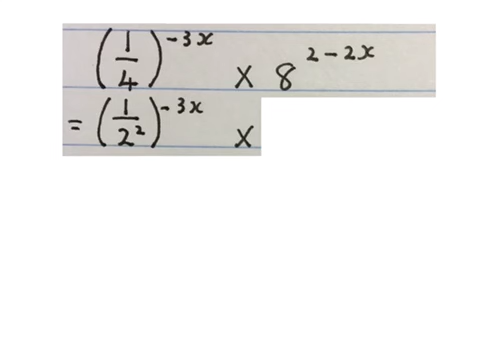 (1/4)^(-3x) × 8^(2-2x)
= (1/2²)^(-3x) ×